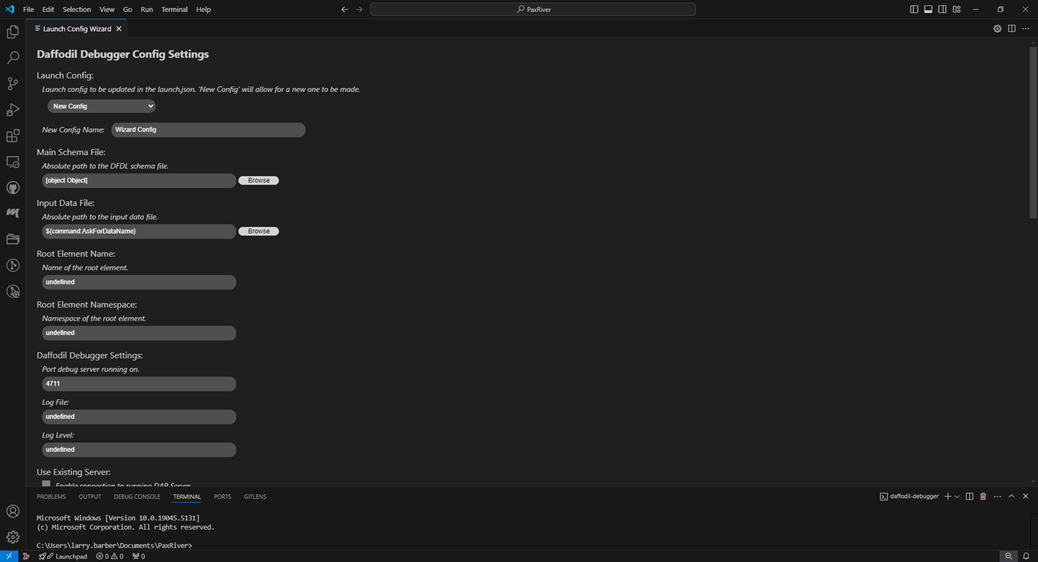 File Edit Selection View Go Run Terminal Help
PaxRiver
Launch Config Wizard
Daffodil Debugger Config Settings
Launch Config:
Launch config to be updated in the launch.json. 'New Config' will allow for a new one to be made.
New Config
New Config Name: Wizard Config
Main Schema File:
Absolute path to the DFDL schema file.
[object Object] Browse
Input Data File:
Absolute path to the input data file.
${command:AskForDataName} Browse
Root Element Name:
Name of the root element.
undefined
Root Element Namespace:
Namespace of the root element.
undefined
Daffodil Debugger Settings:
Port debug server running on.
4711
Log File:
undefined
Log Level:
undefined
Use Existing Server:
Enable connection to running DAP Server
PROBLEMS OUTPUT DEBUG CONSOLE TERMINAL PORTS GITLENS
daffodil-debugger
Microsoft Windows [Version 10.0.19045.5131]
(c) Microsoft Corporation. All rights reserved.
C:\Users\larry.barber\Documents\PaxRiver>
Launchpad 0 0 0